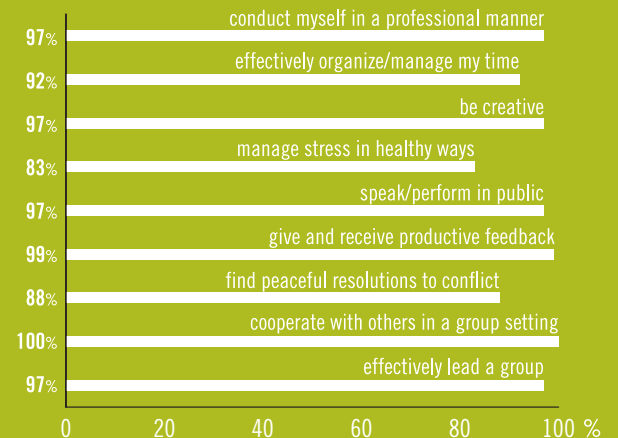 conduct myself in a professional manner
97%
effectively organize/manage my time
92%
be creative
97%
manage stress in healthy ways
83%
speak/perform in public
97%
give and receive productive feedback
99%
find peaceful resolutions to conflict
88%
cooperate with others in a group setting
100%
effectively lead a group
97%
0 20 40 60 80 100 %